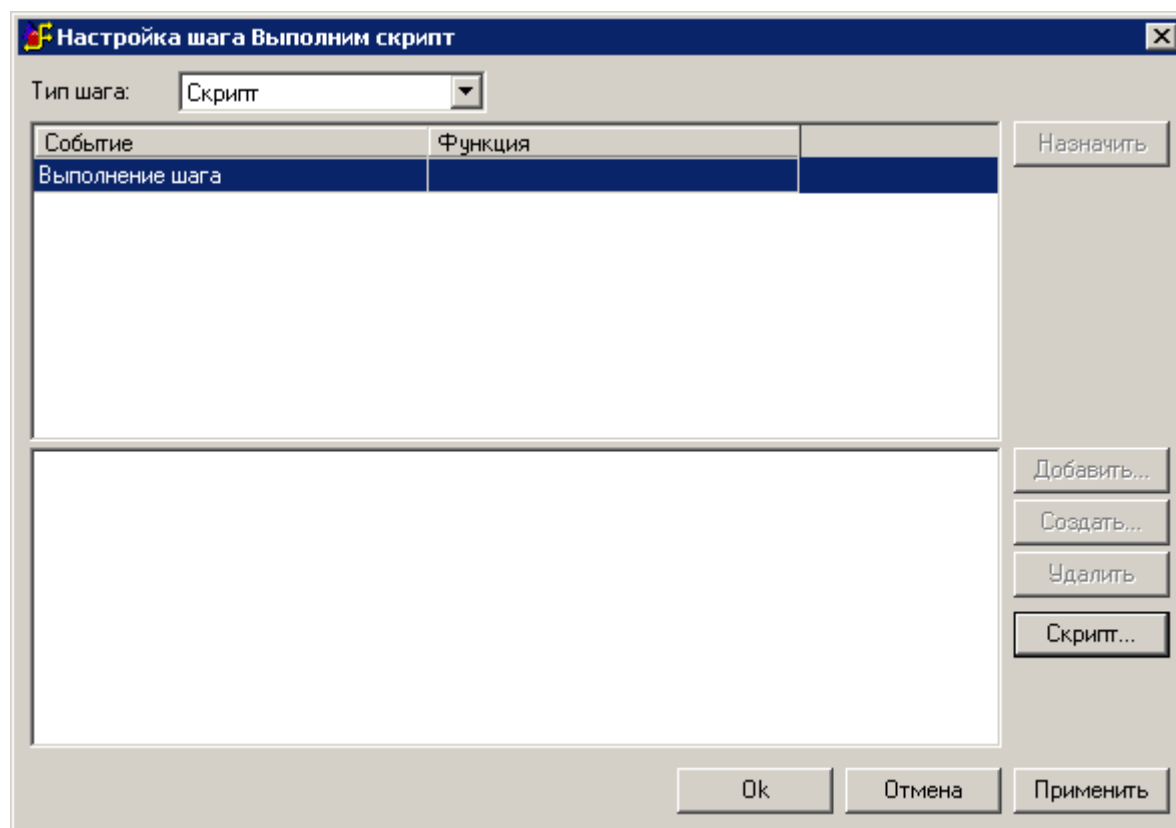 Настройка шага Выполним скрипт
Тип шага: Скрипт
Событие Функция
Назначить
Выполнение шага
Добавить...
Создать...
Удалить
Скрипт...
Ok Отмена Применить